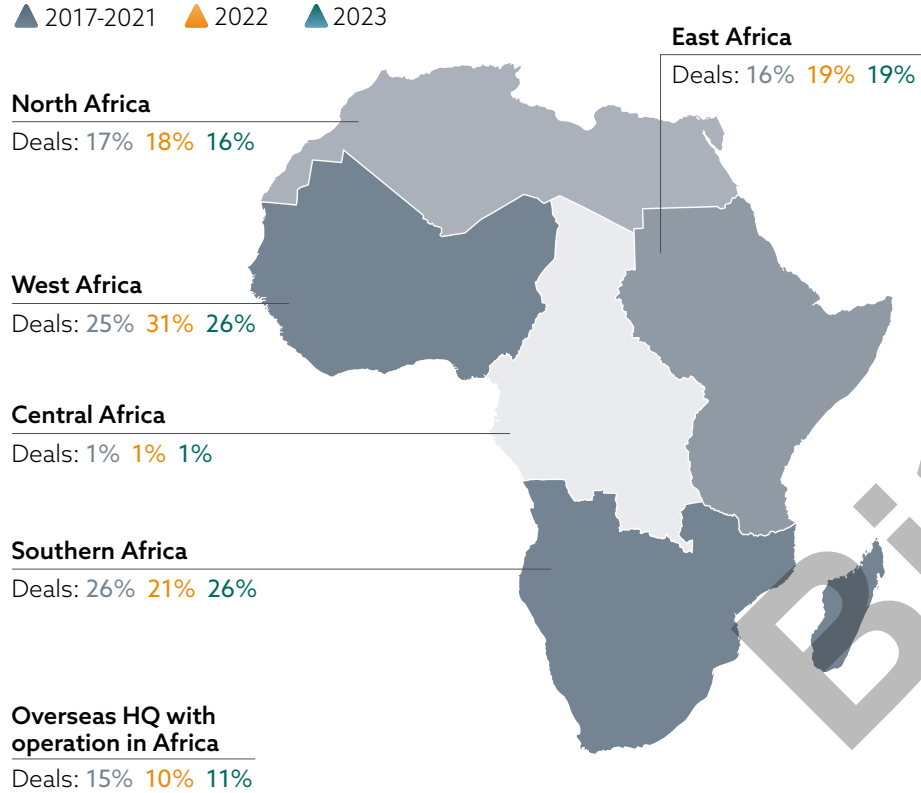 2017-2021 2022 2023
East Africa
Deals: 16% 19% 19%
North Africa
Deals: 17% 18% 16%
West Africa
Deals: 25% 31% 26%
Central Africa
Deals: 1% 1% 1%
Southern Africa
Deals: 26% 21% 26%
Overseas HQ with
operation in Africa
Deals: 15% 10% 11%